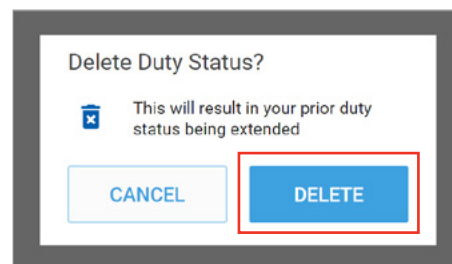 Delete Duty Status?
This will result in your prior duty
status being extended
CANCEL
DELETE